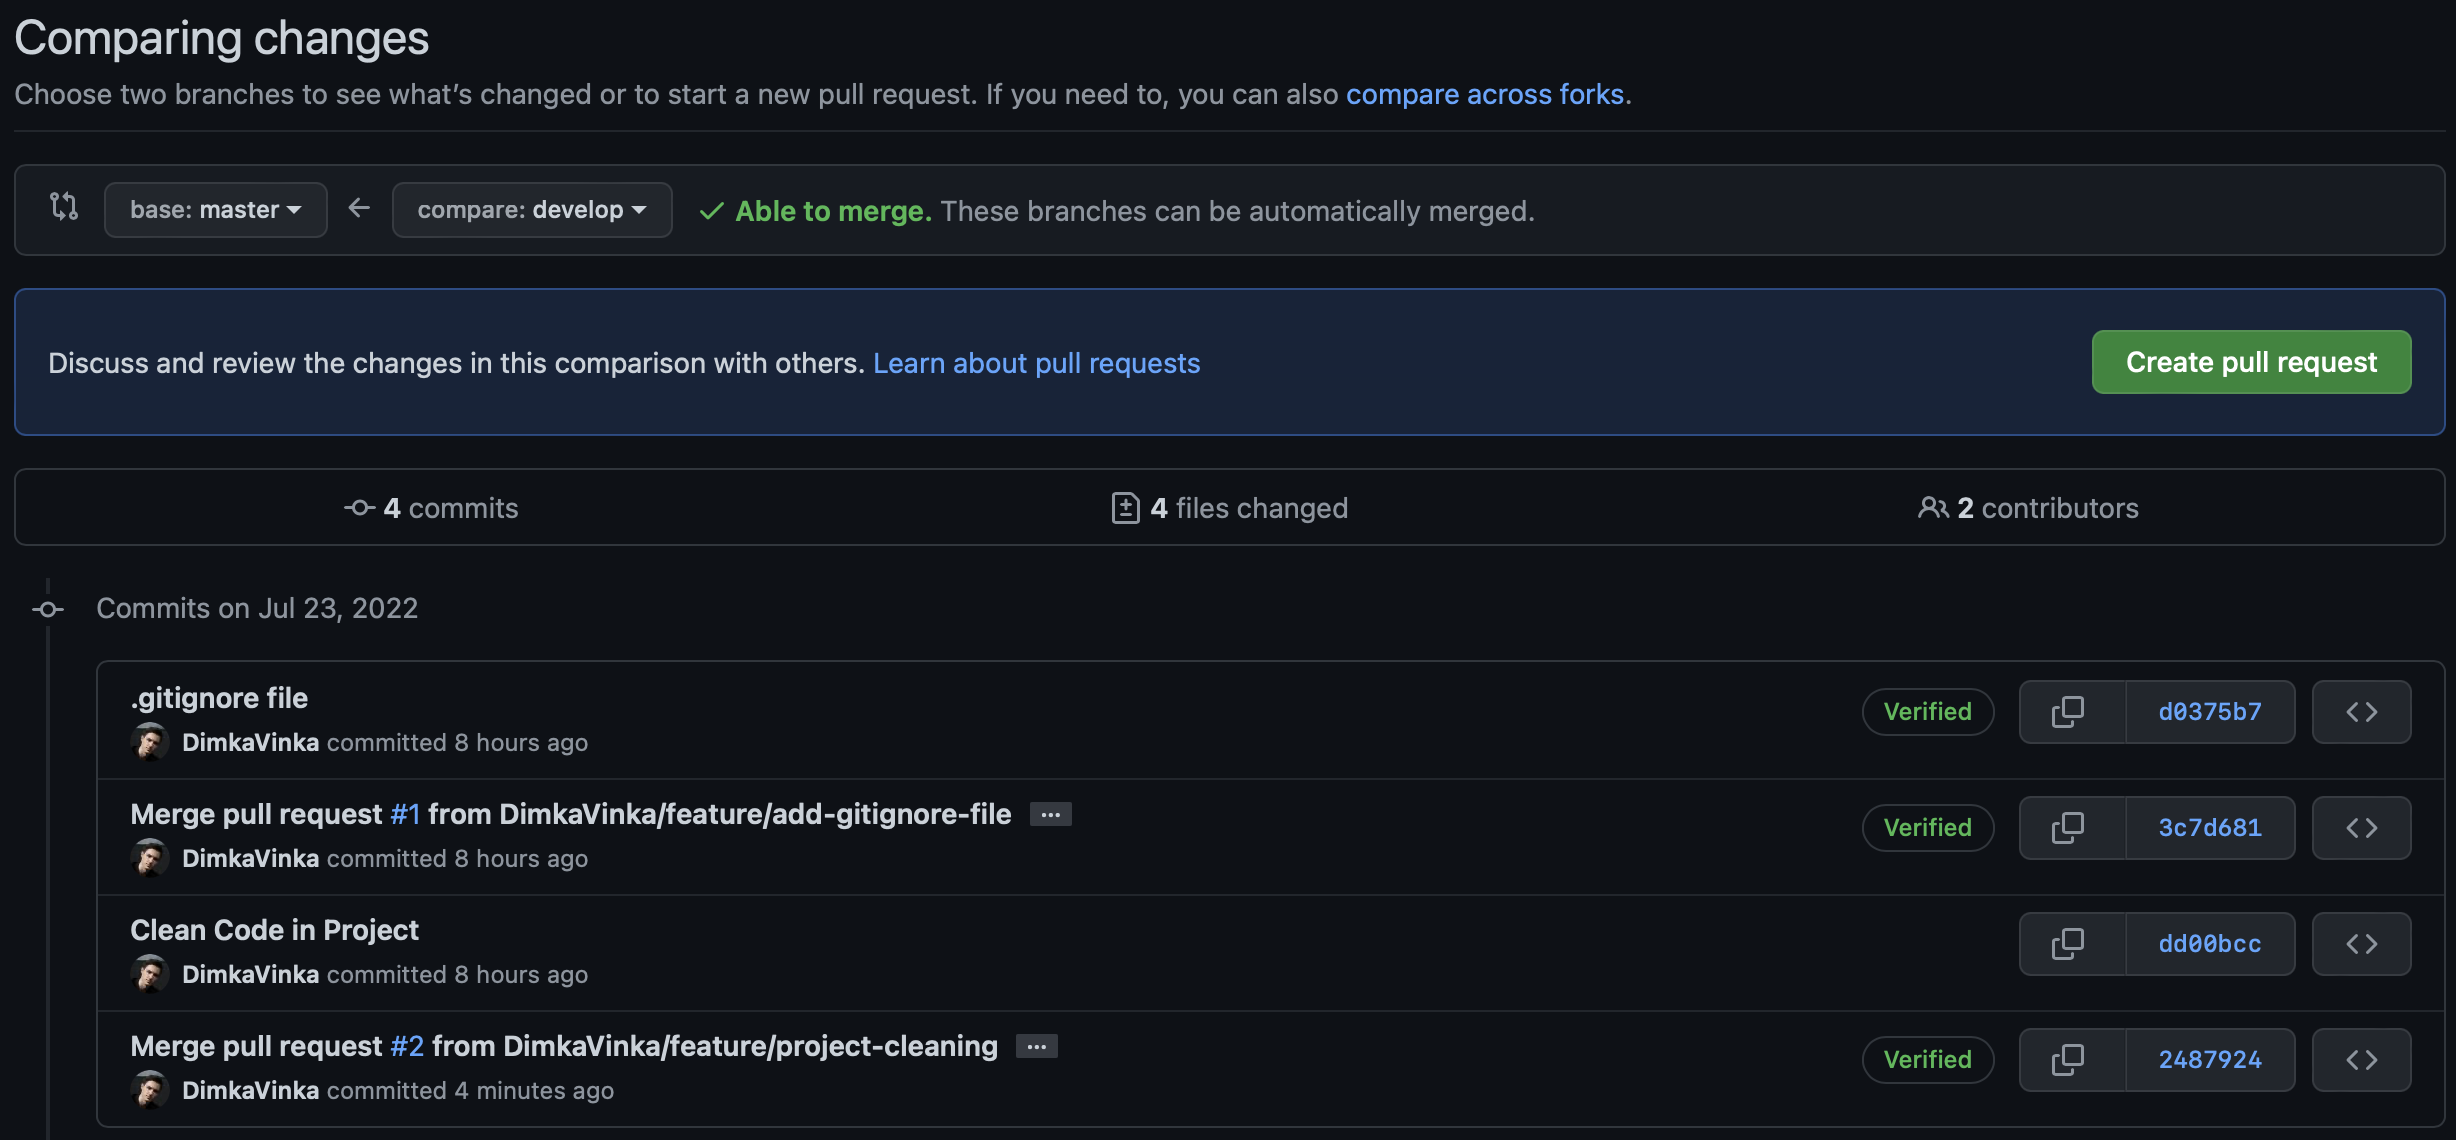 Comparing changes
Choose two branches to see what’s changed or to start a new pull request. If you need to, you can also compare across forks.
base: master compare: develop Able to merge. These branches can be automatically merged.
Discuss and review the changes in this comparison with others. Learn about pull requests Create pull request
4 commits 4 files changed 2 contributors
Commits on Jul 23, 2022
.gitignore file
DimkaVinka committed 8 hours ago
Verified d0375b7
Merge pull request #1 from DimkaVinka/feature/add-gitignore-file ...
DimkaVinka committed 8 hours ago
Verified 3c7d681
Clean Code in Project
DimkaVinka committed 8 hours ago
dd00bcc
Merge pull request #2 from DimkaVinka/feature/project-cleaning ...
DimkaVinka committed 4 minutes ago
Verified 2487924